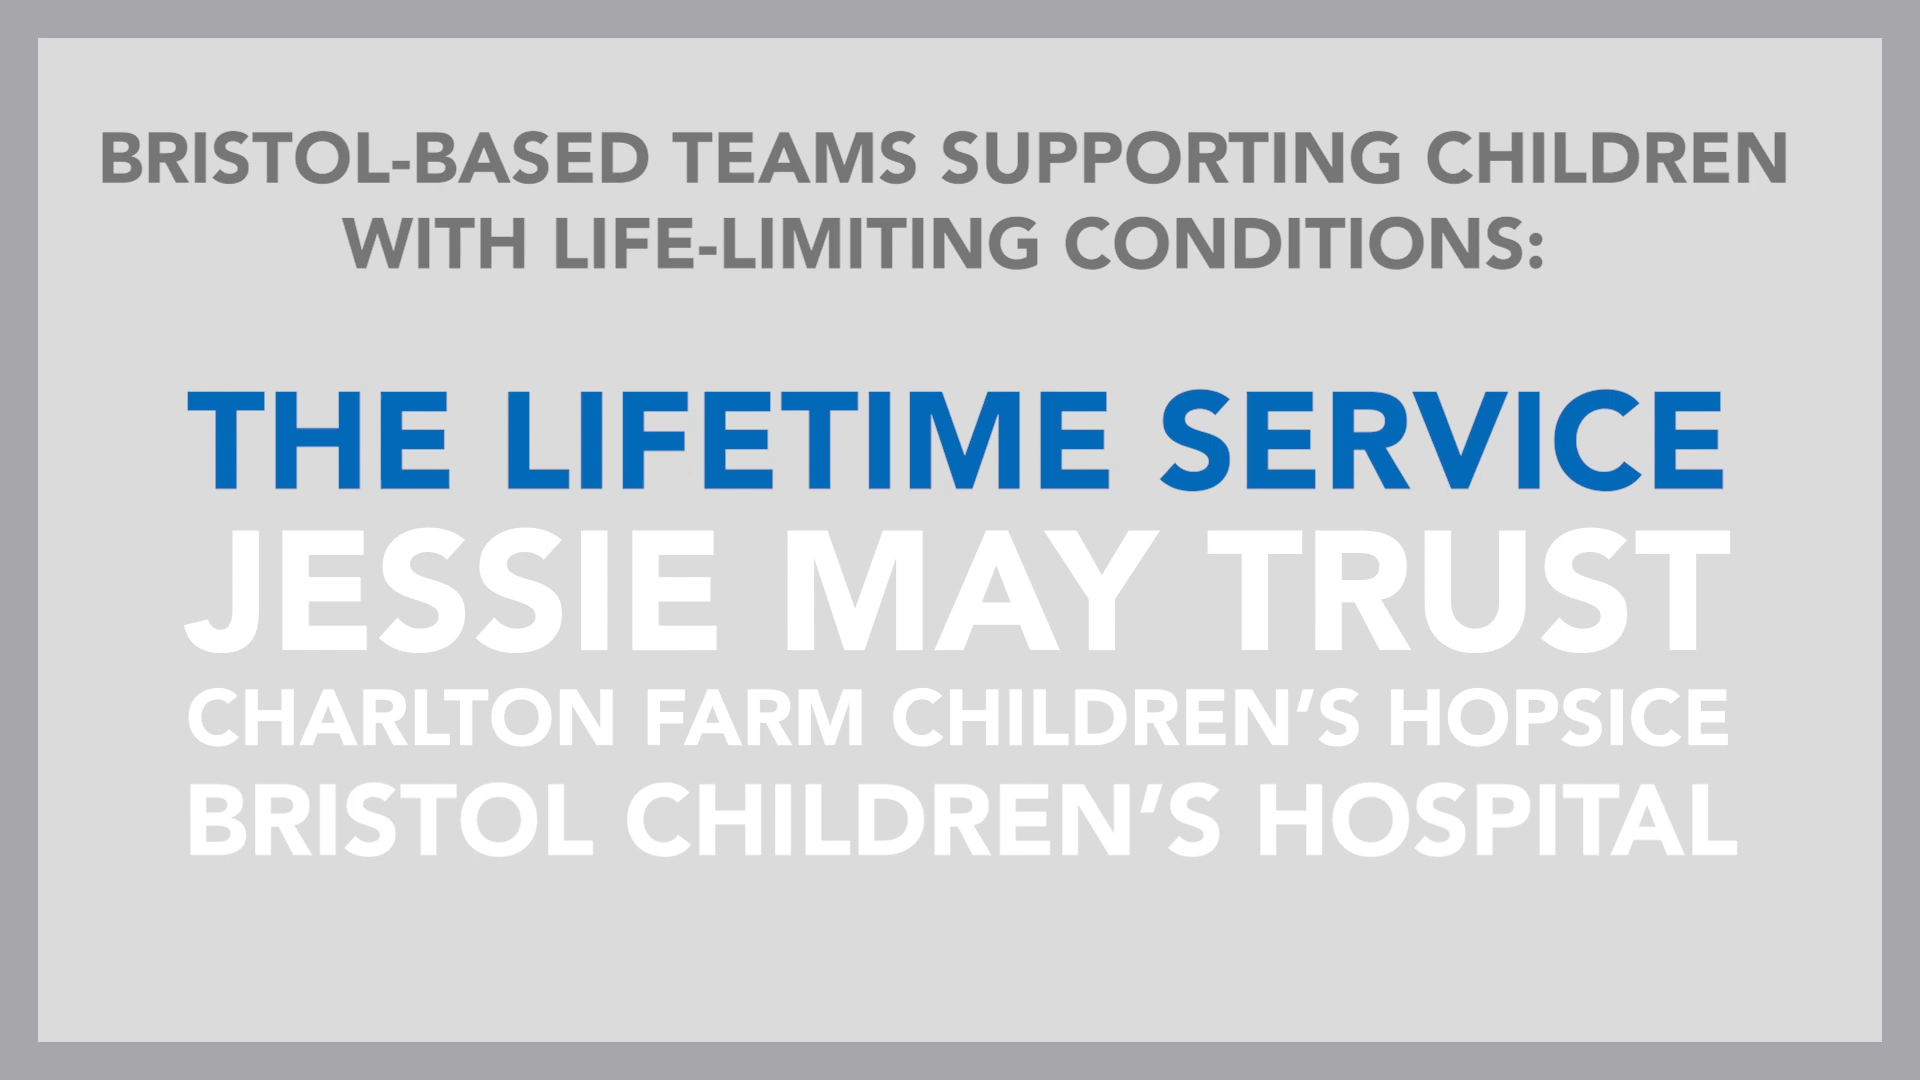 BRISTOL-BASED TEAMS SUPPORTING CHILDREN
WITH LIFE-LIMITING CONDITIONS:
THE LIFETIME SERVICE
JESSIE MAY TRUST
CHARLTON FARM CHILDREN’S HOPSICE
BRISTOL CHILDREN’S HOSPITAL